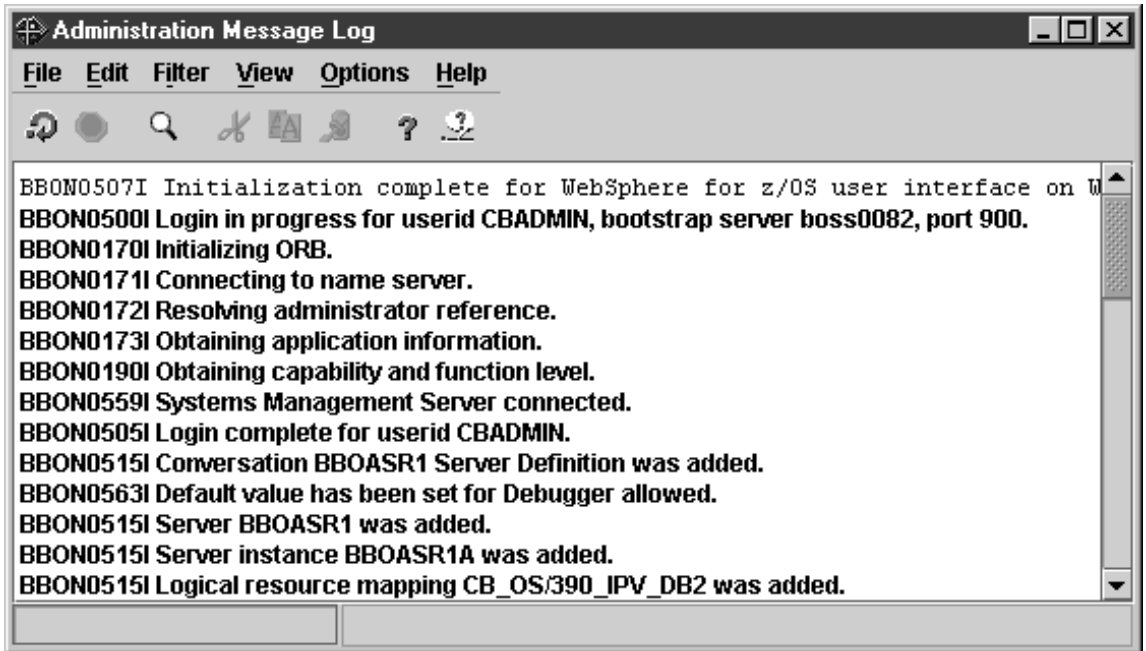 Administration Message Log
File Edit Filter View Options Help
BBON0507I Initialization complete for WebSphere for z/OS user interface on W
BBON0500I Login in progress for userid CBADMIN, bootstrap server boss0082, port 900.
BBON0170I Initializing ORB.
BBON0171I Connecting to name server.
BBON0172I Resolving administrator reference.
BBON0173I Obtaining application information.
BBON0190I Obtaining capability and function level.
BBON0559I Systems Management Server connected.
BBON0505I Login complete for userid CBADMIN.
BBON0515I Conversation BBOASR1 Server Definition was added.
BBON0563I Default value has been set for Debugger allowed.
BBON0515I Server BBOASR1 was added.
BBON0515I Server instance BBOASR1A was added.
BBON0515I Logical resource mapping CB_OS/390_IPV_DB2 was added.